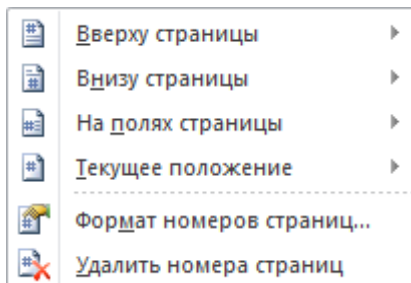 Вверху страницы
Внизу страницы
На полях страницы
Текущее положение
Формат номеров страниц...
Удалить номера страниц